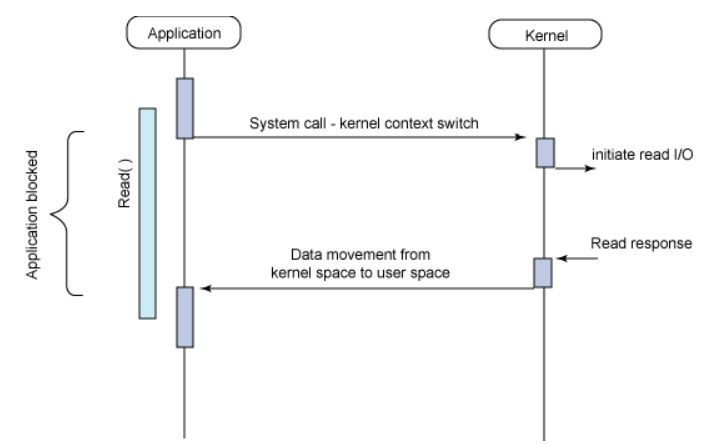 Application
Kernel
System call - kernel context switch
initiate read I/O
Read( )
Application blocked
Read response
Data movement from
kernel space to user space